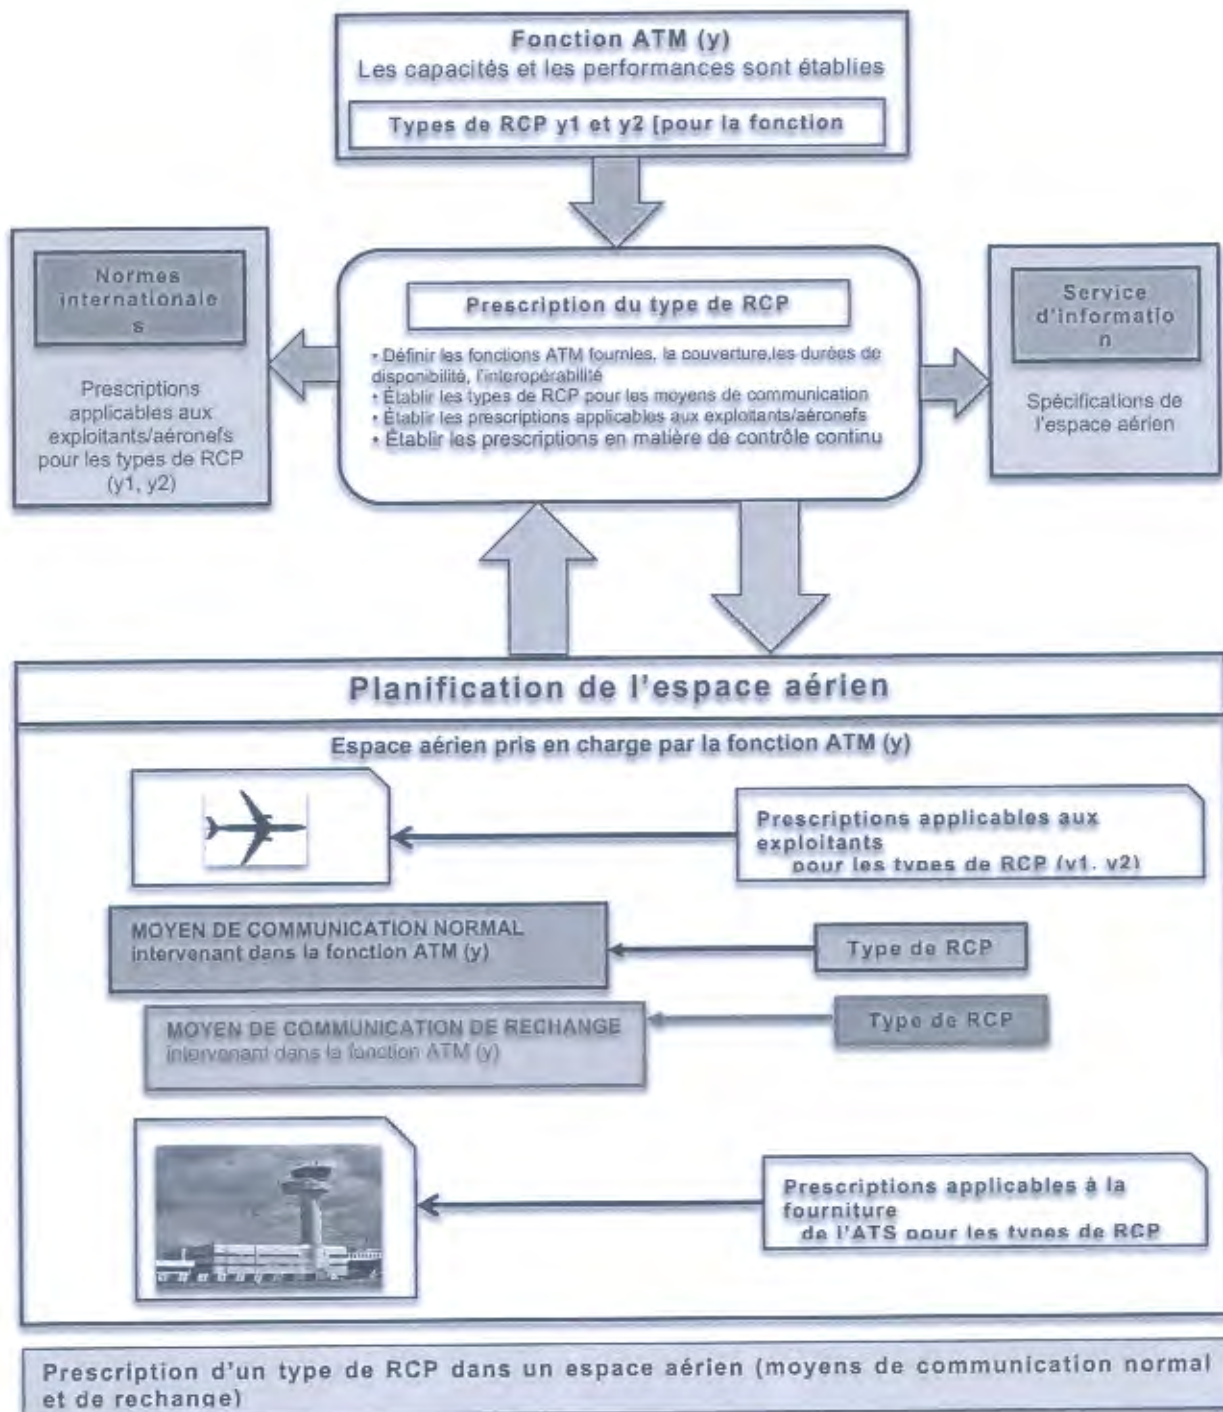 Fonction ATM (y)
Les capacités et les performances sont établies
Types de RCP y1 et y2 [pour la fonction
Normes
internationale
s
Prescriptions
applicables aux
exploitants/aéronefs
pour les types de RCP
(y1, y2)
Prescription du type de RCP
• Définir les fonctions ATM fournies, la couverture,les durées de
disponibilité, l'interopérabilité
• Établir les types de RCP pour les moyens de communication
• Établir les prescriptions applicables aux exploitants/aéronefs
• Établir les prescriptions en matière de contrôle continu
Service
d'informatio
n
Spécifications de
l'espace aérien
Planification de l'espace aérien
Espace aérien pris en charge par la fonction ATM (y)
Prescriptions applicables aux
exploitants
pour les types de RCP (y1, y2)
MOYEN DE COMMUNICATION NORMAL
intervenant dans la fonction ATM (y)
Type de RCP
MOYEN DE COMMUNICATION DE RECHANGE
intervenant dans la fonction ATM (y)
Type de RCP
Prescriptions applicables à la
fourniture
de l'ATS pour les types de RCP
Prescription d'un type de RCP dans un espace aérien (moyens de communication normal
et de rechange)